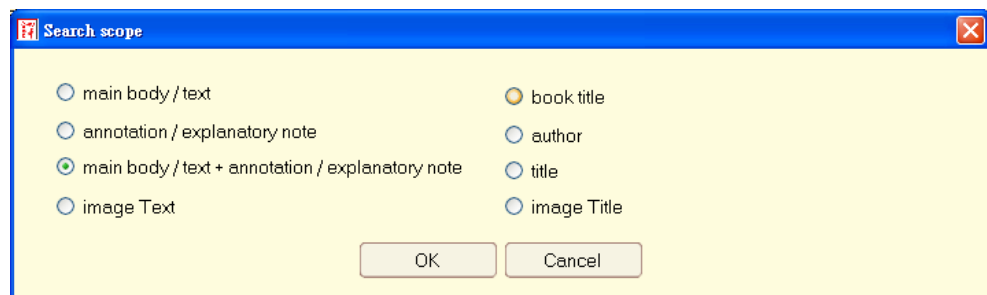 Search scope
main body / text
annotation / explanatory note
main body / text + annotation / explanatory note
image Text
book title
author
title
image Title
OK
Cancel